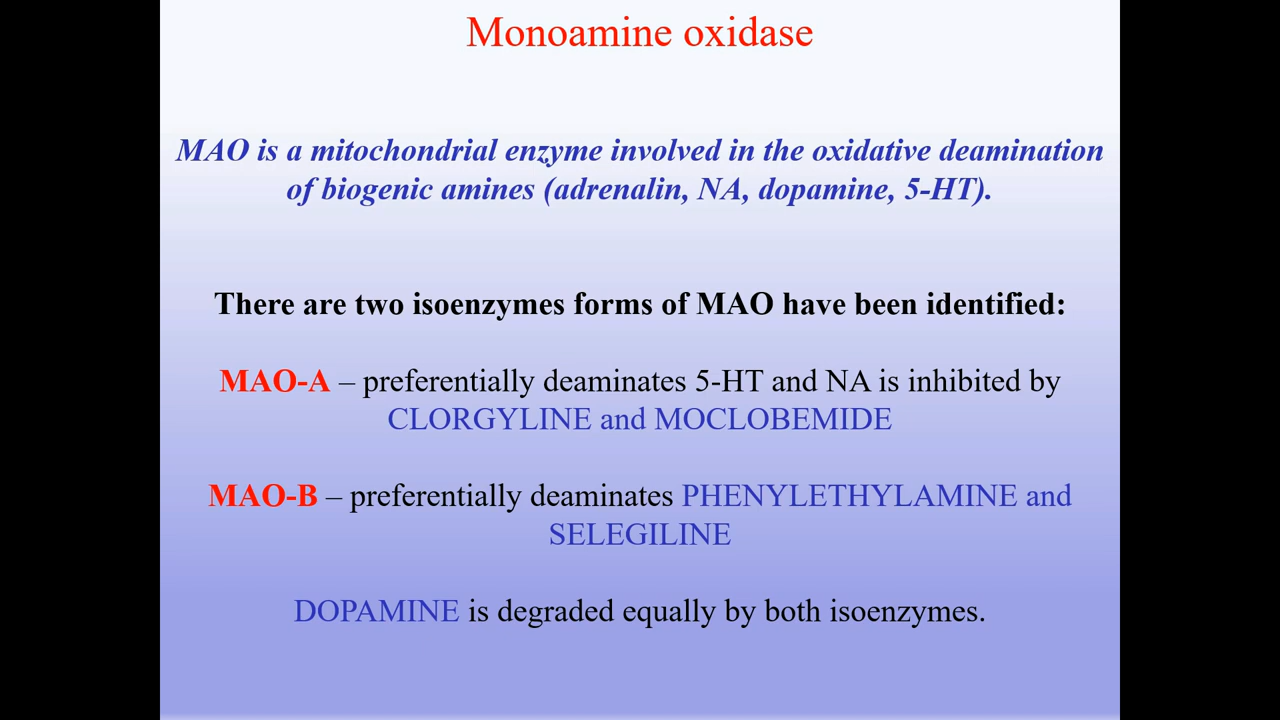 Monoamine oxidase
MAO is a mitochondrial enzyme involved in the oxidative deamination
of biogenic amines (adrenalin, NA, dopamine, 5-HT).
There are two isoenzymes forms of MAO have been identified:
MAO-A – preferentially deaminates 5-HT and NA is inhibited by
CLORGYLINE and MOCLOBEMIDE
MAO-B – preferentially deaminates PHENYLETHYLAMINE and
SELEGILINE
DOPAMINE is degraded equally by both isoenzymes.